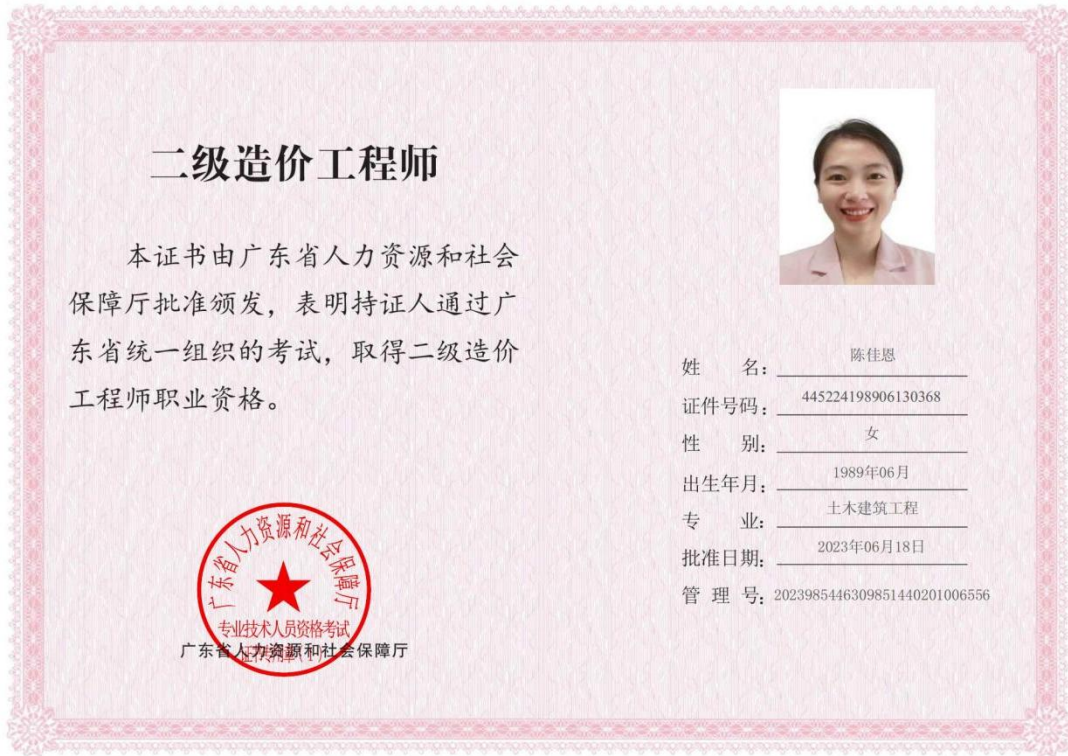 二级造价工程师
本证书由广东省人力资源和社会
保障厅批准颁发，表明持证人通过广
东省统一组织的考试，取得二级造价
工程师职业资格。
广东省人力资源和社会保障厅
专业技术人员资格考试
证书专用章（1）
广东省人力资源和社会保障厅
姓 名：陈佳恩
证件号码：445224198906130368
性 别：女
出生年月：1989年06月
专 业：土木建筑工程
批准日期：2023年06月18日
管 理 号：2023985446309851440201006556